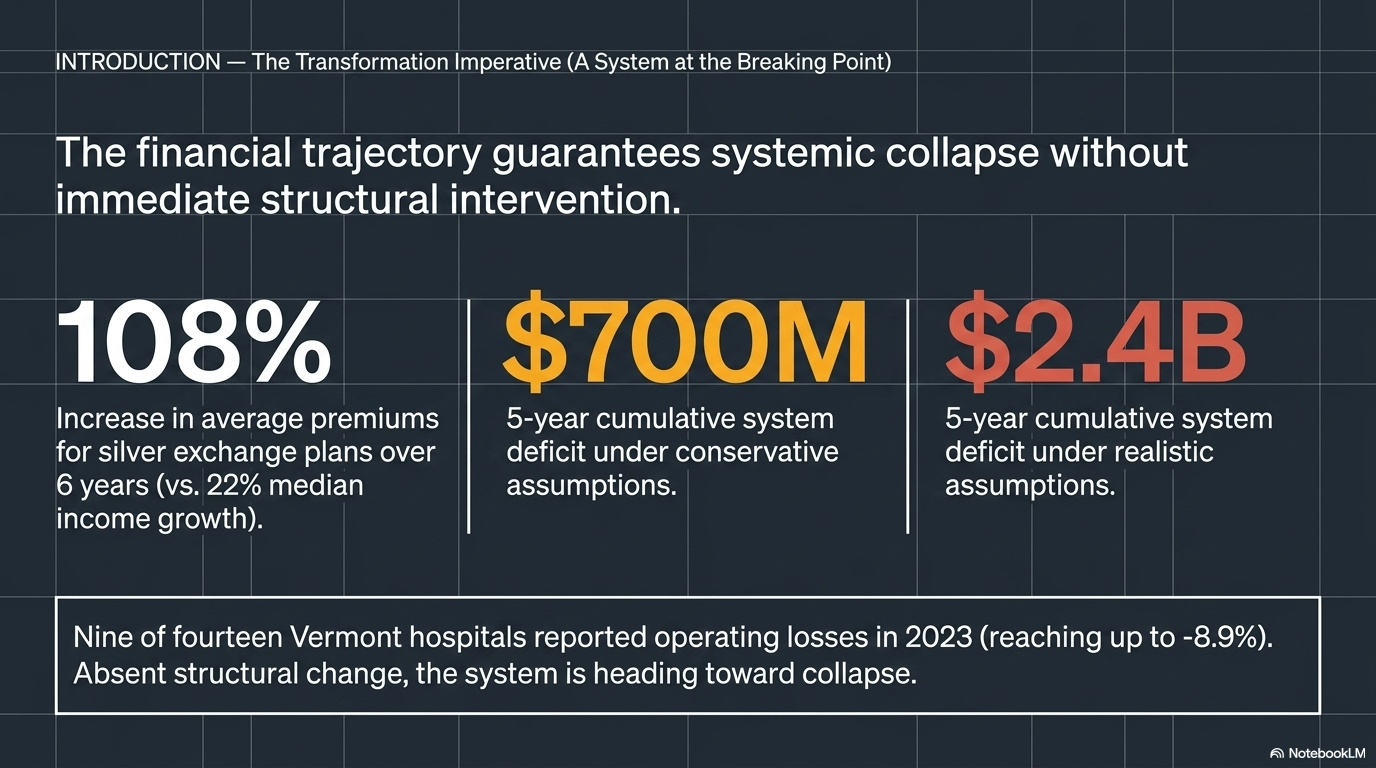 INTRODUCTION — The Transformation Imperative (A System at the Breaking Point)
The financial trajectory guarantees systemic collapse without
immediate structural intervention.
108%
Increase in average premiums
for silver exchange plans over
6 years (vs. 22% median
income growth).
$700M
5-year cumulative system
deficit under conservative
assumptions.
$2.4B
5-year cumulative system
deficit under realistic
assumptions.
Nine of fourteen Vermont hospitals reported operating losses in 2023 (reaching up to -8.9%).
Absent structural change, the system is heading toward collapse.
NotebookLM